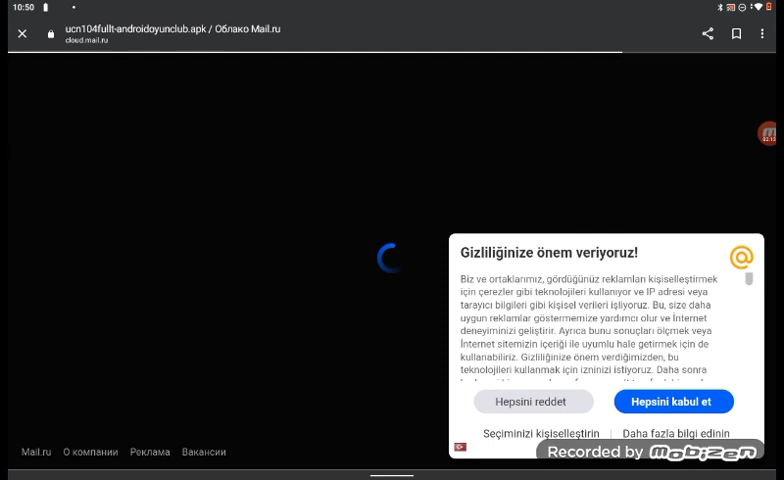 10:50
ucn104fullt-androidoyunclub.apk / Облако Mail.ru
cloud.mail.ru
02:13
Gizliliğinize önem veriyoruz!
Biz ve ortaklarımız, gördüğünüz reklamları kişiselleştirmek
için çerezler gibi teknolojileri kullanıyor ve IP adresi veya
tarayıcı bilgileri gibi kişisel verileri işliyoruz. Bu, size daha
uygun reklamlar göstermemize yardımcı olur ve İnternet
deneyiminizi geliştirir. Ayrıca bunu sonuçları ölçmek veya
İnternet sitemizin içeriği ile uyumlu hale getirmek için de
kullanabiliriz. Gizliliğinize önem verdiğimizden, bu
teknolojileri kullanmak için izninizi istiyoruz. Daha sonra
Hepsini reddet
Hepsini kabul et
Seçiminizi kişiselleştirin
Daha fazla bilgi edinin
Mail.ru О компании Реклама Вакансии
Recorded by MOBIZEN